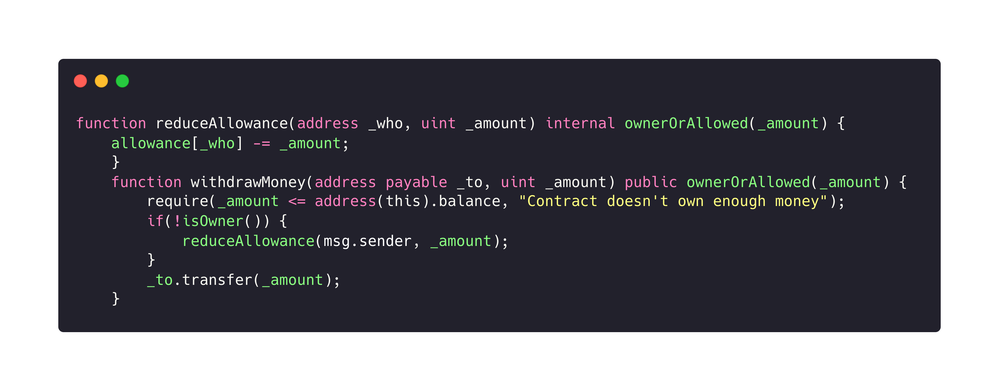 function reduceAllowance(address _who, uint _amount) internal ownerOrAllowed(_amount) {
    allowance[_who] -= _amount;
    }
    function withdrawMoney(address payable _to, uint _amount) public ownerOrAllowed(_amount) {
        require(_amount <= address(this).balance, "Contract doesn't own enough money");
        if(!isOwner()) {
            reduceAllowance(msg.sender, _amount);
        }
        _to.transfer(_amount);
    }